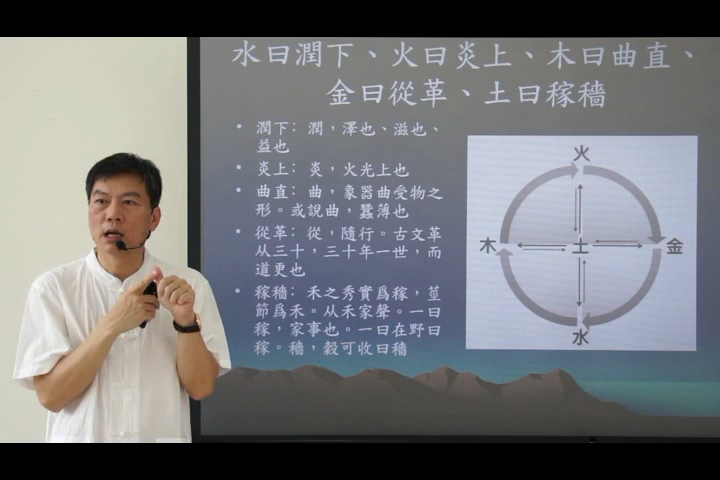 水曰潤下、火曰炎上、木曰曲直、
金曰從革、土曰稼穡
• 潤下: 潤，澤也、滋也、
益也
• 炎上: 炎，火光上也
• 曲直: 曲，象器曲受物之
形。或說曲，蠶薄也
• 從革: 從，隨行。古文革
从三十，三十年一世，而
道更也
• 稼穡: 禾之秀實爲稼，莖
節爲禾。从禾家聲。一曰
稼，家事也。一曰在野曰
稼。穡，穀可收曰穡
火
木
土
金
水